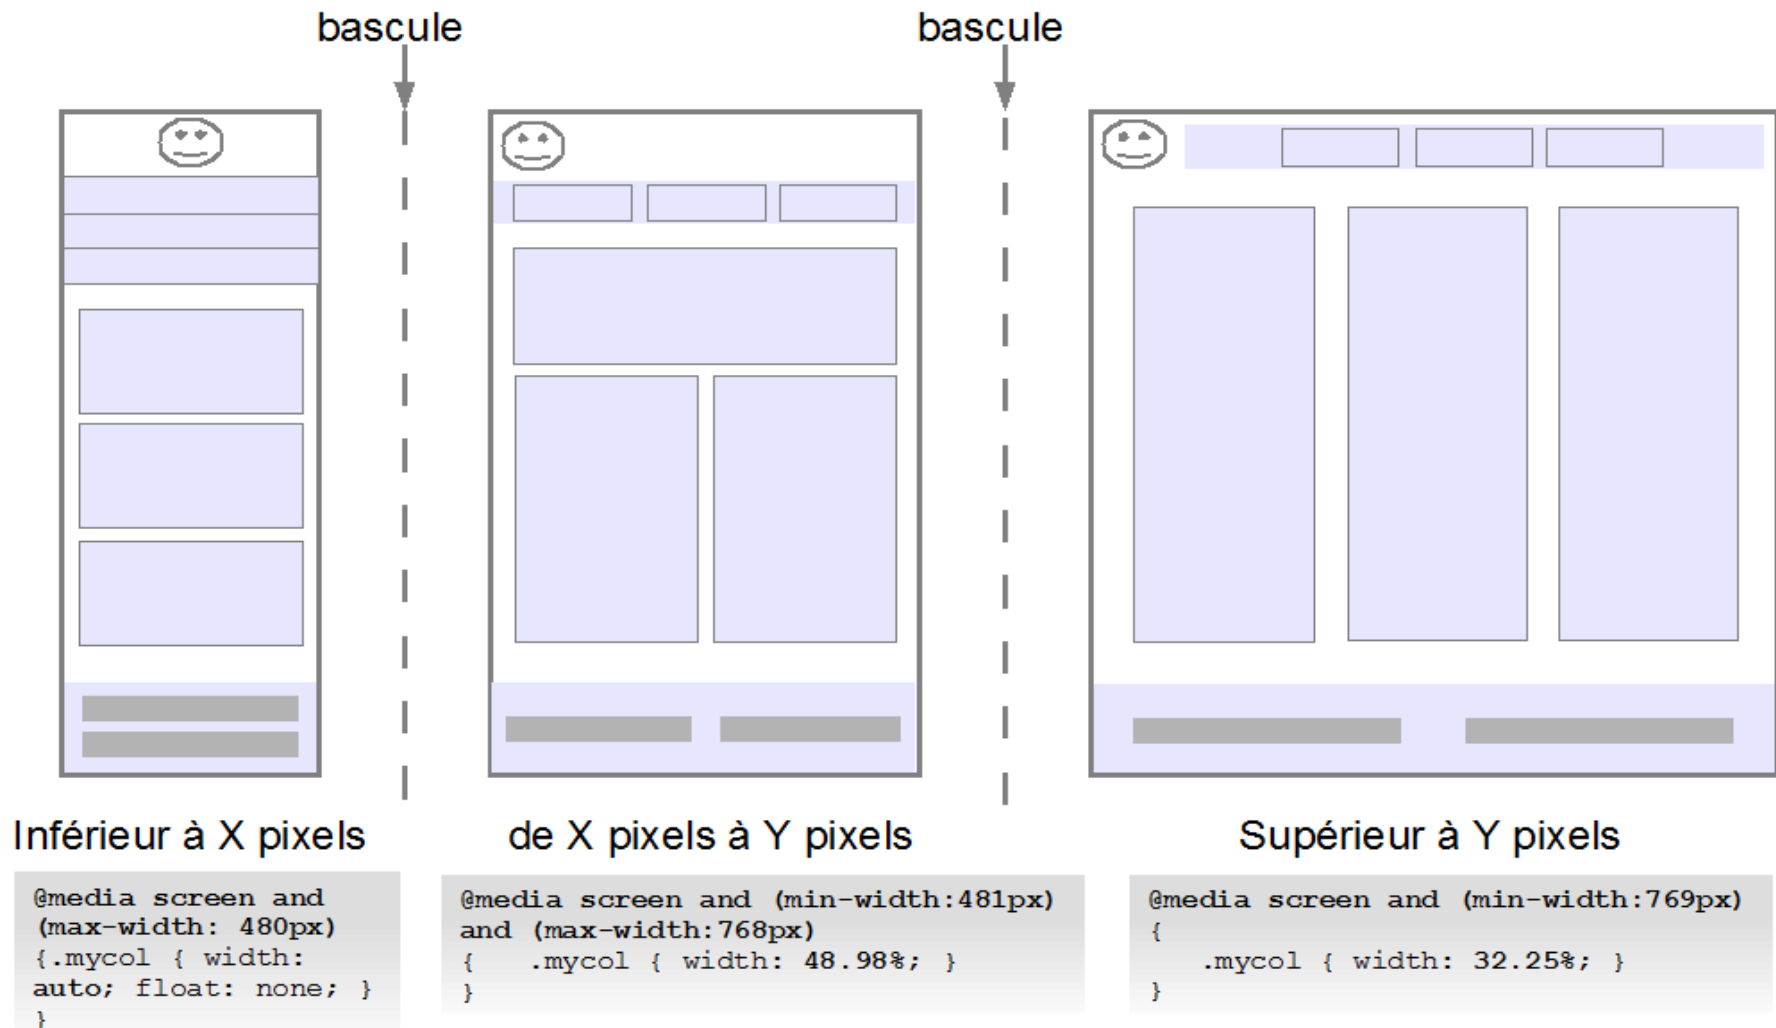 bascule
bascule
Inférieur à X pixels
de X pixels à Y pixels
Supérieur à Y pixels
@media screen and
(max-width: 480px)
{.mycol { width:
auto; float: none; }
}
@media screen and (min-width:481px)
and (max-width:768px)
{   .mycol { width: 48.98%; }
}
@media screen and (min-width:769px)
{
   .mycol { width: 32.25%; }
}